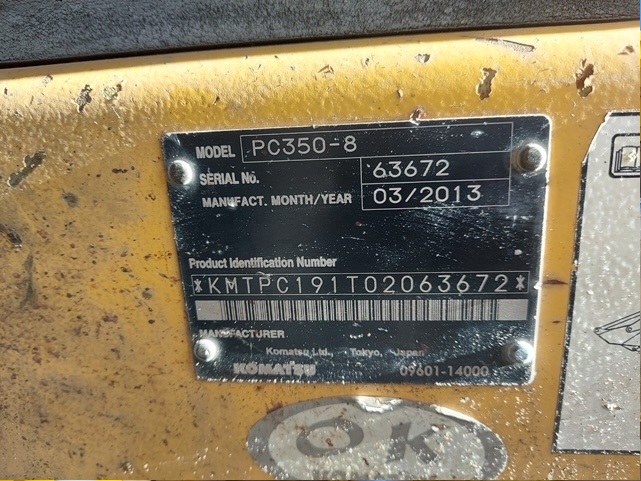 MODEL PC350-8
SERIAL No. 63672
MANUFACT. MONTH/YEAR 03/2013
Product Identification Number
*KMTPC191T02063672*
MANUFACTURER
Komatsu Ltd., Tokyo, Japan
KOMATSU 09601-14000
OK